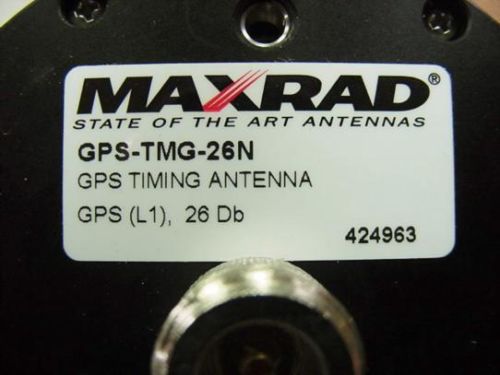 MAXRAD®
STATE OF THE ART ANTENNAS
GPS-TMG-26N
GPS TIMING ANTENNA
GPS (L1), 26 Db
424963